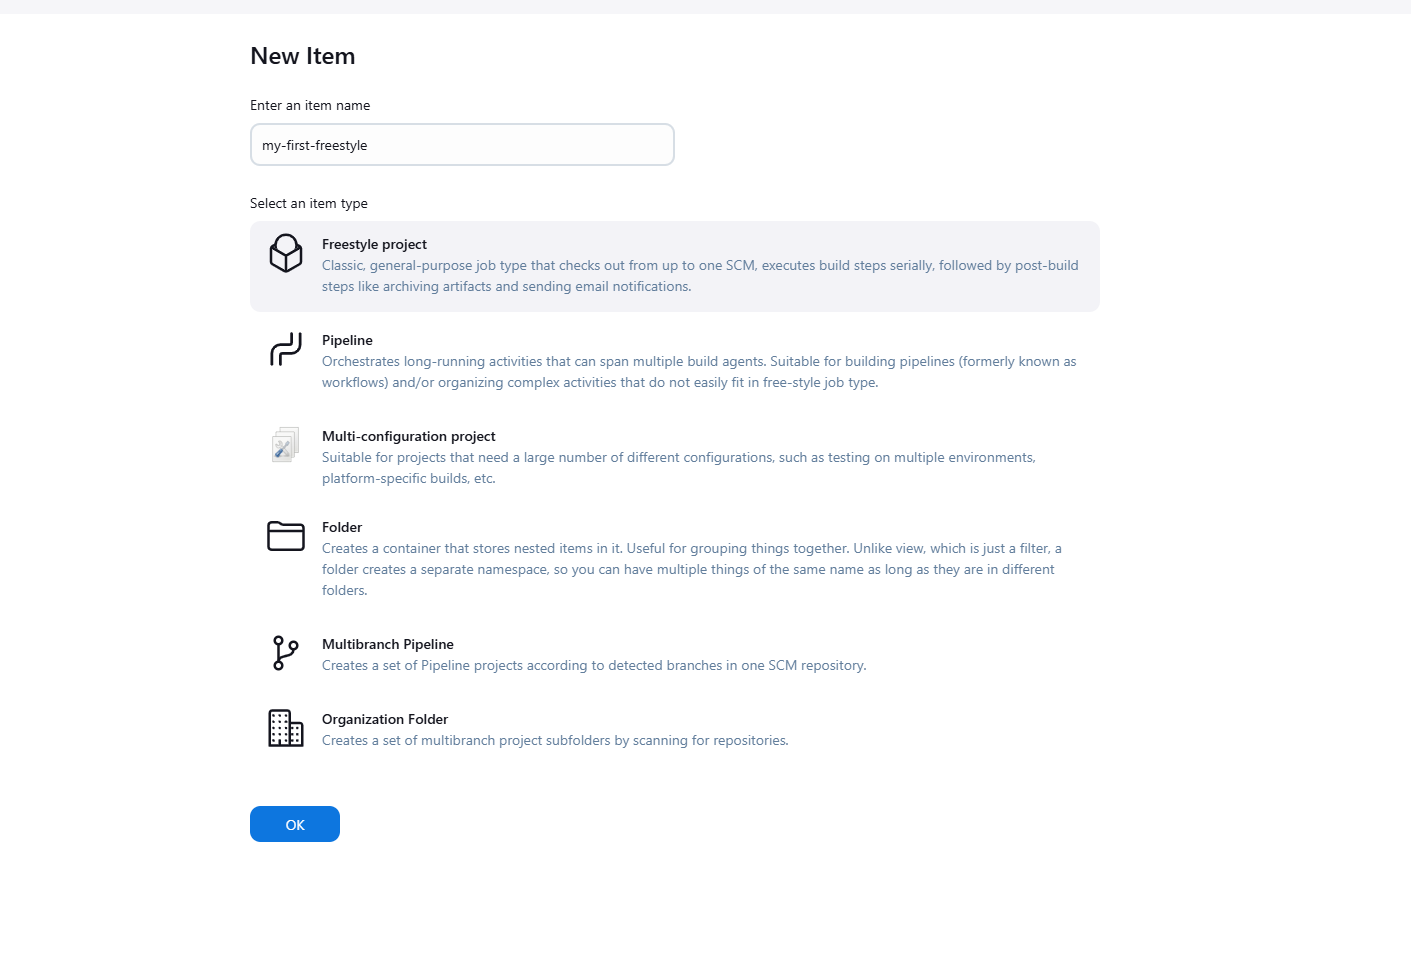 New Item
Enter an item name
my-first-freestyle
Select an item type
Freestyle project
Classic, general-purpose job type that checks out from up to one SCM, executes build steps serially, followed by post-build
steps like archiving artifacts and sending email notifications.
Pipeline
Orchestrates long-running activities that can span multiple build agents. Suitable for building pipelines (formerly known as
workflows) and/or organizing complex activities that do not easily fit in free-style job type.
Multi-configuration project
Suitable for projects that need a large number of different configurations, such as testing on multiple environments,
platform-specific builds, etc.
Folder
Creates a container that stores nested items in it. Useful for grouping things together. Unlike view, which is just a filter, a
folder creates a separate namespace, so you can have multiple things of the same name as long as they are in different
folders.
Multibranch Pipeline
Creates a set of Pipeline projects according to detected branches in one SCM repository.
Organization Folder
Creates a set of multibranch project subfolders by scanning for repositories.
OK